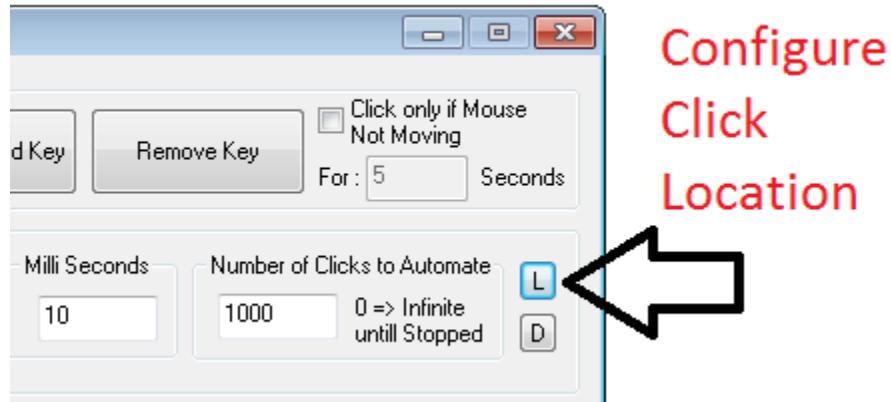 Configure
Click
Location
d Key
Remove Key
Click only if Mouse
Not Moving
For : 5 Seconds
Milli Seconds
10
Number of Clicks to Automate
1000
0 => Infinite
untill Stopped
L
D